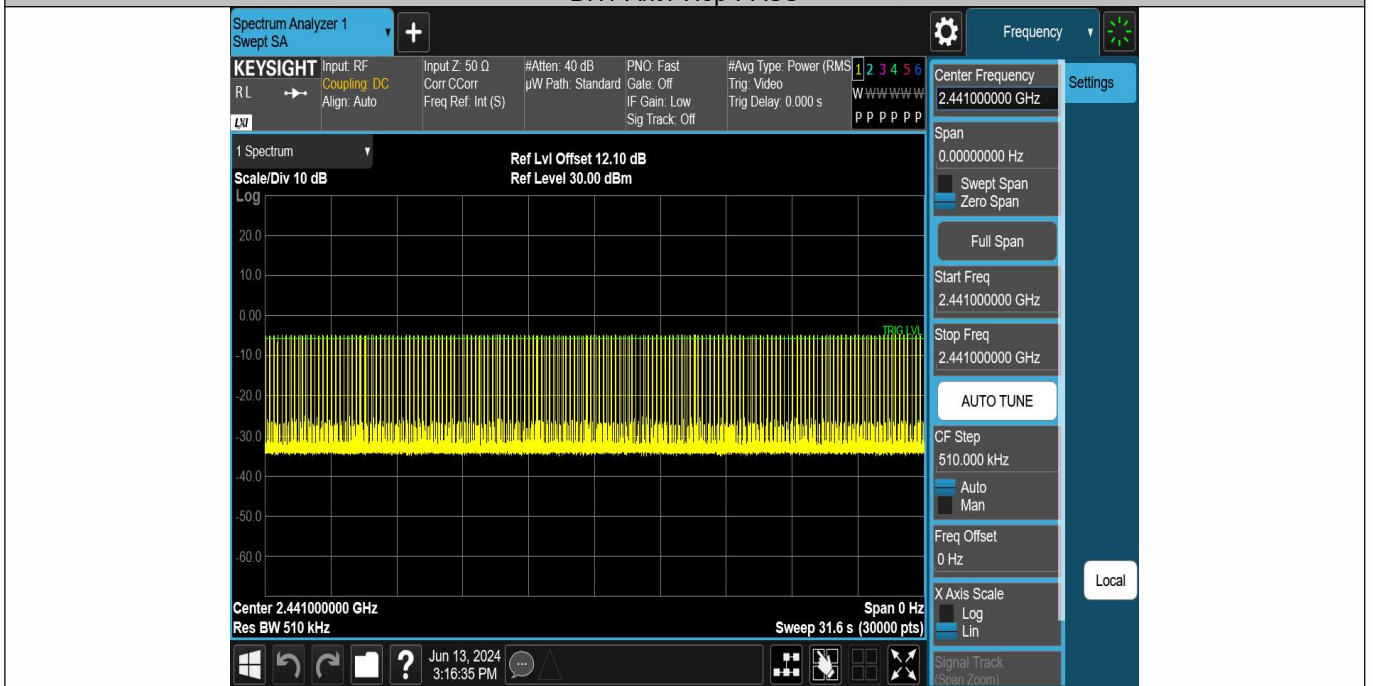 Spectrum Analyzer 1
Swept SA
+
Frequency
KEYSIGHT
RL
LXI
Input: RF
Coupling: DC
Align: Auto
Input Z: 50 Ω
Corr CCorr
Freq Ref: Int (S)
#Atten: 40 dB
µW Path: Standard
PNO: Fast
Gate: Off
IF Gain: Low
Sig Track: Off
#Avg Type: Power (RMS
Trig: Video
Trig Delay: 0.000 s
1 2 3 4 5 6
W W W W W W
P P P P P P
1 Spectrum
Scale/Div 10 dB
Ref Lvl Offset 12.10 dB
Ref Level 30.00 dBm
Log
20.0
10.0
0.00
-10.0
-20.0
-30.0
-40.0
-50.0
-60.0
TRIG LVL
Center 2.441000000 GHz
Span 0 Hz
Res BW 510 kHz
Sweep 31.6 s (30000 pts)
?
Jun 13, 2024
3:16:35 PM
Center Frequency
2.441000000 GHz
Settings
Span
0.00000000 Hz
Swept Span
Zero Span
Full Span
Start Freq
2.441000000 GHz
Stop Freq
2.441000000 GHz
AUTO TUNE
CF Step
510.000 kHz
Auto
Man
Freq Offset
0 Hz
X Axis Scale
Log
Lin
Signal Track
(Span Zoom)
Local